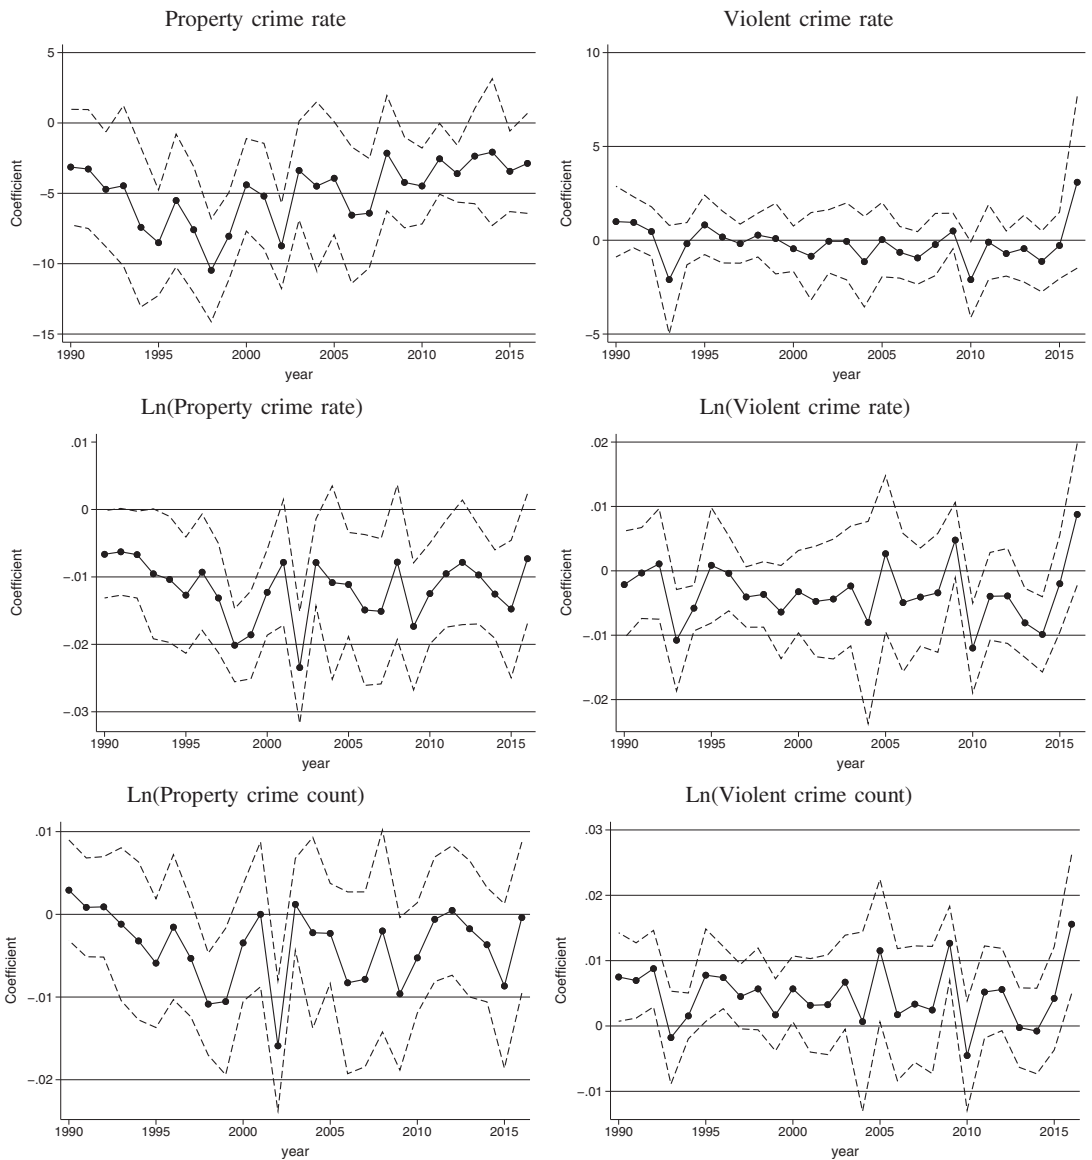 Property crime rate
5
0
−5
−10
−15
Coefficient
1990 1995 2000 2005 2010 2015
year
Violent crime rate
10
5
0
−5
Coefficient
1990 1995 2000 2005 2010 2015
year
Ln(Property crime rate)
.01
0
−.01
−.02
−.03
Coefficient
1990 1995 2000 2005 2010 2015
year
Ln(Violent crime rate)
.02
.01
0
−.01
−.02
Coefficient
1990 1995 2000 2005 2010 2015
year
Ln(Property crime count)
.01
0
−.01
−.02
Coefficient
1990 1995 2000 2005 2010 2015
year
Ln(Violent crime count)
.03
.02
.01
0
−.01
Coefficient
1990 1995 2000 2005 2010 2015
year